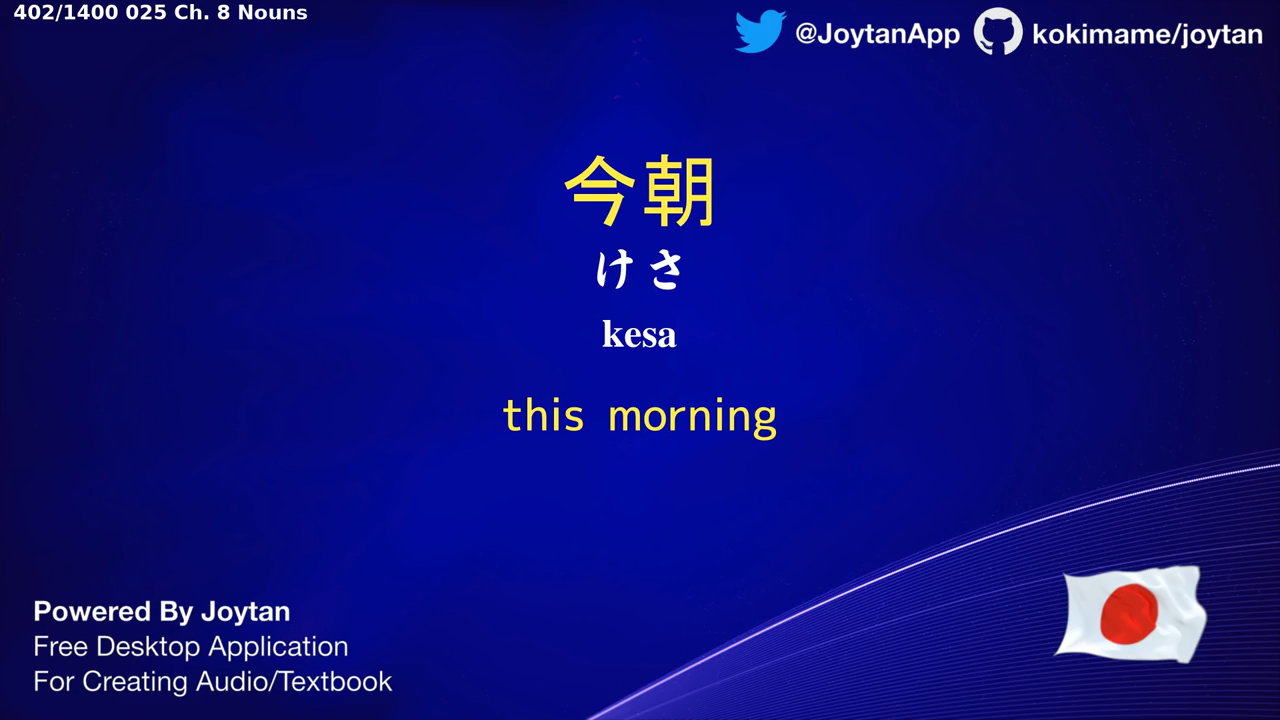 402/1400 025 Ch. 8 Nouns
@JoytanApp kokimame/joytan
今朝
けさ
kesa
this morning
Powered By Joytan
Free Desktop Application
For Creating Audio/Textbook